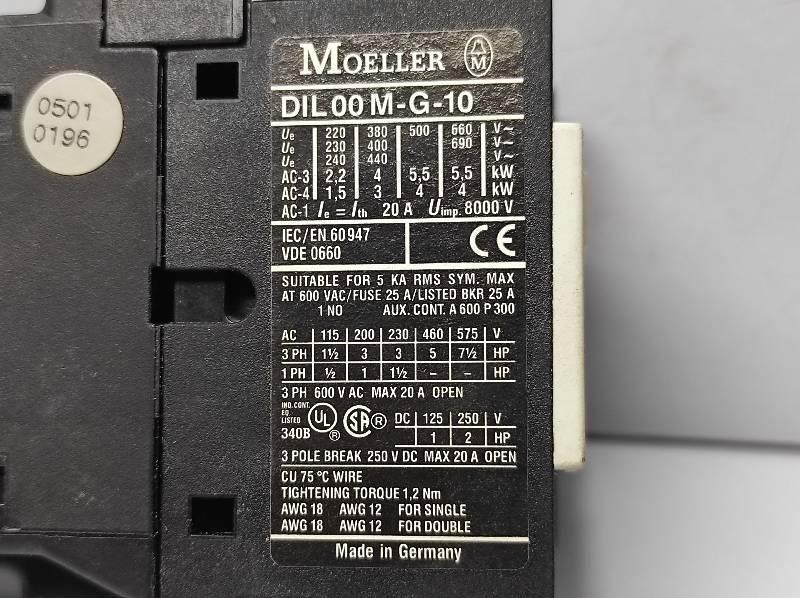 0501
0196
MOELLER AM
DIL 00 M-G-10
Ue 220 380 500 660 V~
Ue 230 400 690 V~
Ue 240 440 V~
AC-3 2,2 4 5,5 5,5 kW
AC-4 1,5 3 4 4 kW
AC-1 Ie = Ith 20 A Uimp. 8000 V
IEC/EN 60947
VDE 0660
CE
SUITABLE FOR 5 KA RMS SYM. MAX
AT 600 VAC/FUSE 25 A/LISTED BKR 25 A
1 NO AUX. CONT. A 600 P 300
AC 115 200 230 460 575 V
3 PH 1½ 3 3 5 7½ HP
1 PH ½ 1 1½ – – HP
3 PH 600 V AC MAX 20 A OPEN
IND. CONT.
EQ.
LISTED
340B
UL ®
SA ®
DC 125 250 V
1 2 HP
3 POLE BREAK 250 V DC MAX 20 A OPEN
CU 75 °C WIRE
TIGHTENING TORQUE 1,2 Nm
AWG 18 AWG 12 FOR SINGLE
AWG 18 AWG 12 FOR DOUBLE
Made in Germany